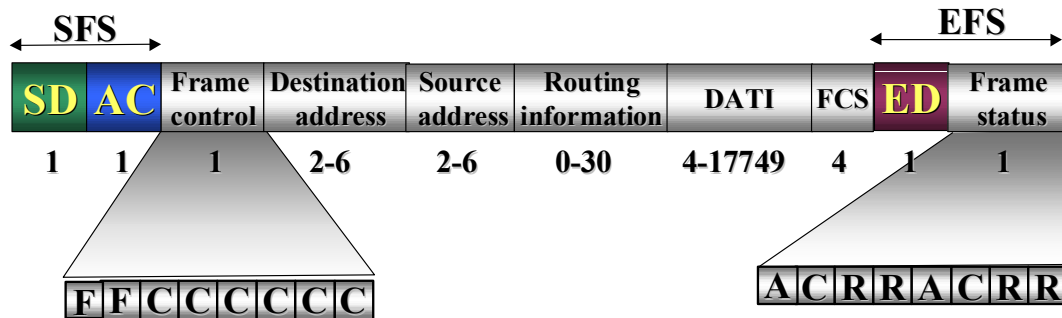 SFS EFS
SD AC Frame control Destination address Source address Routing information DATI FCS ED Frame status
1 1 1 2-6 2-6 0-30 4-17749 4 1 1
F F C C C C C C
A C R R A C R R